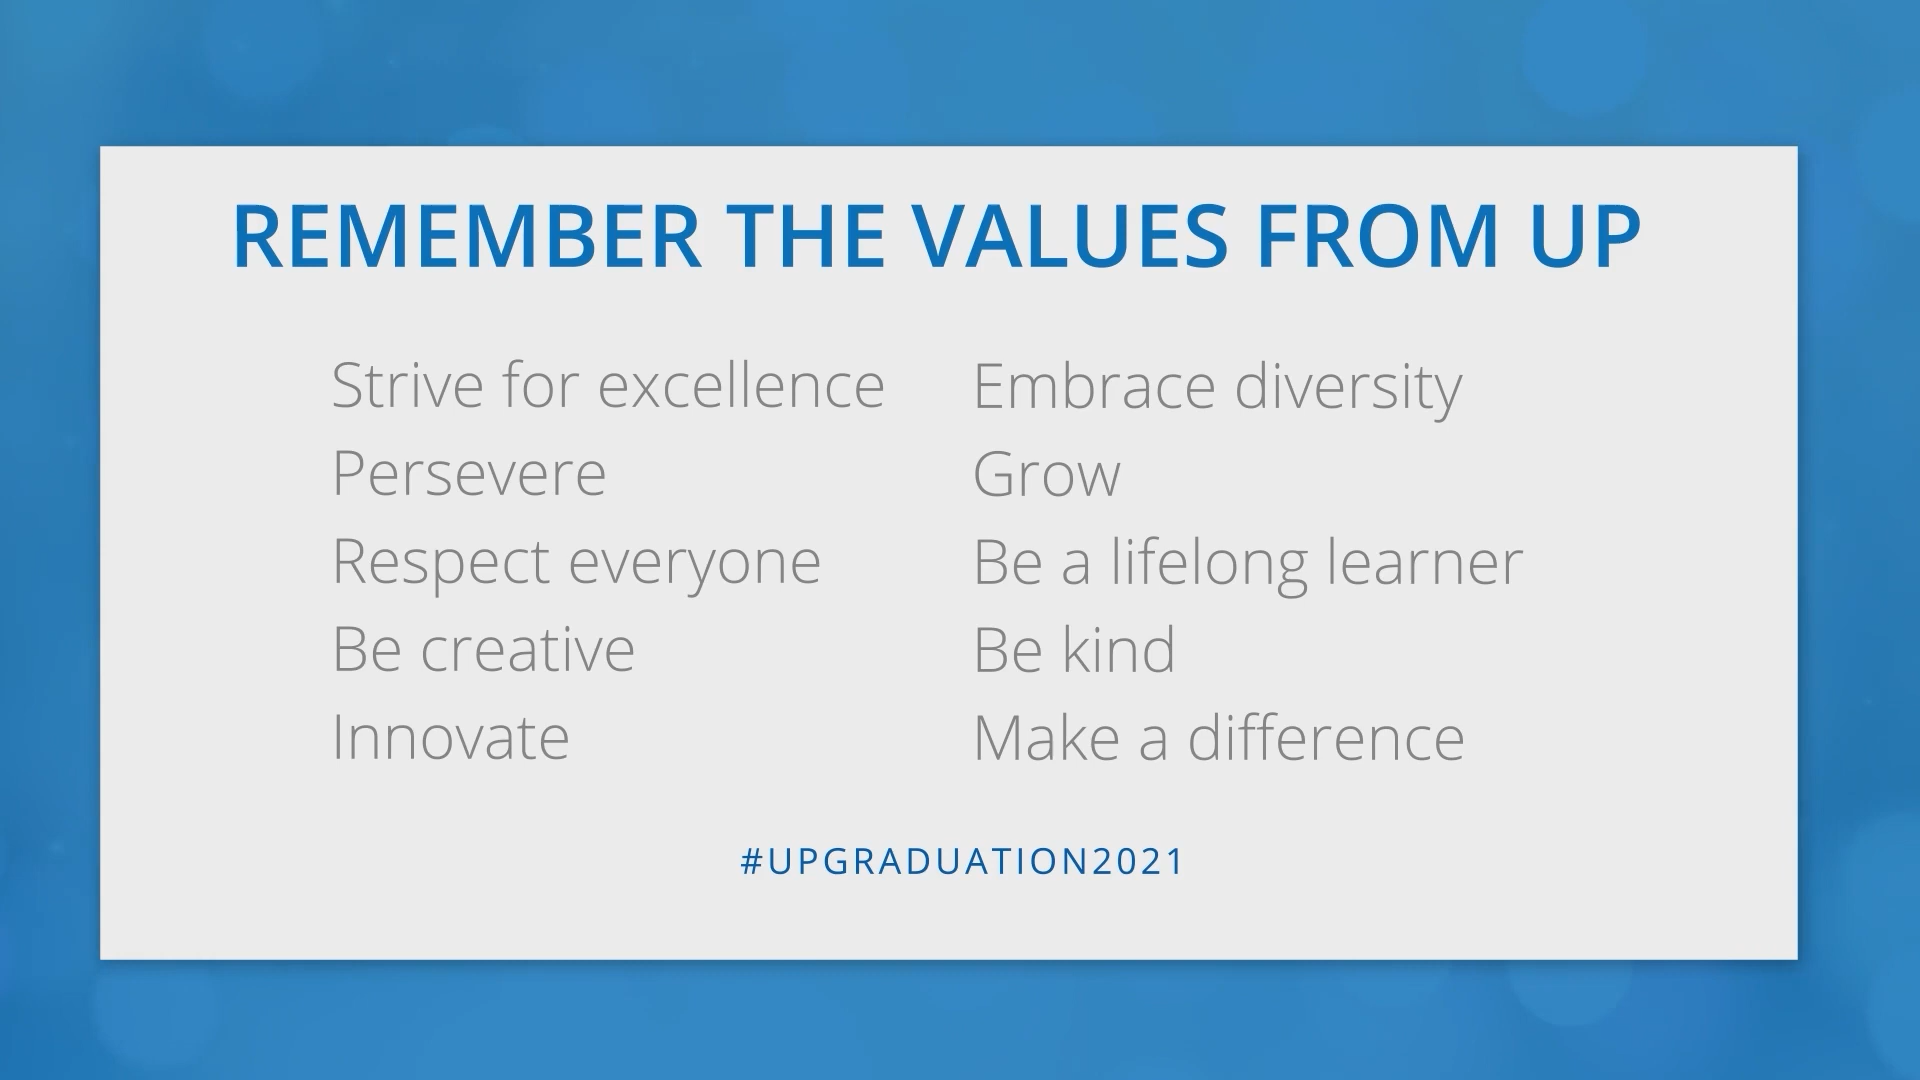 REMEMBER THE VALUES FROM UP
Strive for excellence
Persevere
Respect everyone
Be creative
Innovate
Embrace diversity
Grow
Be a lifelong learner
Be kind
Make a difference
#UPGRADUATION2021